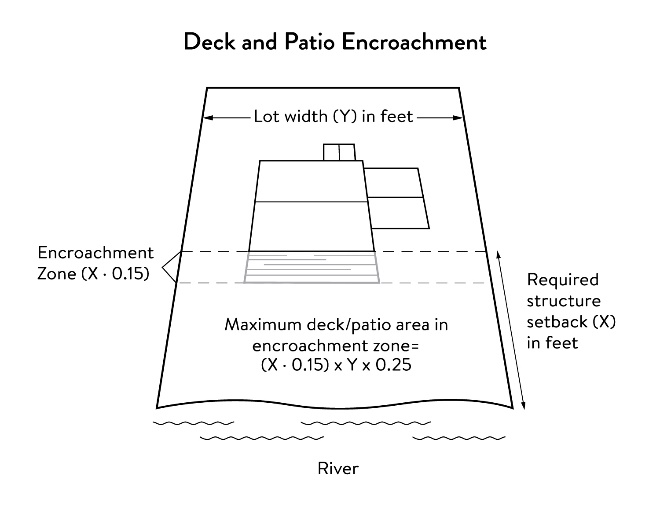 Deck and Patio Encroachment
Lot width (Y) in feet
Encroachment
Zone (X · 0.15)
Required
structure
setback (X)
in feet
Maximum deck/patio area in
encroachment zone=
(X · 0.15) x Y x 0.25
River